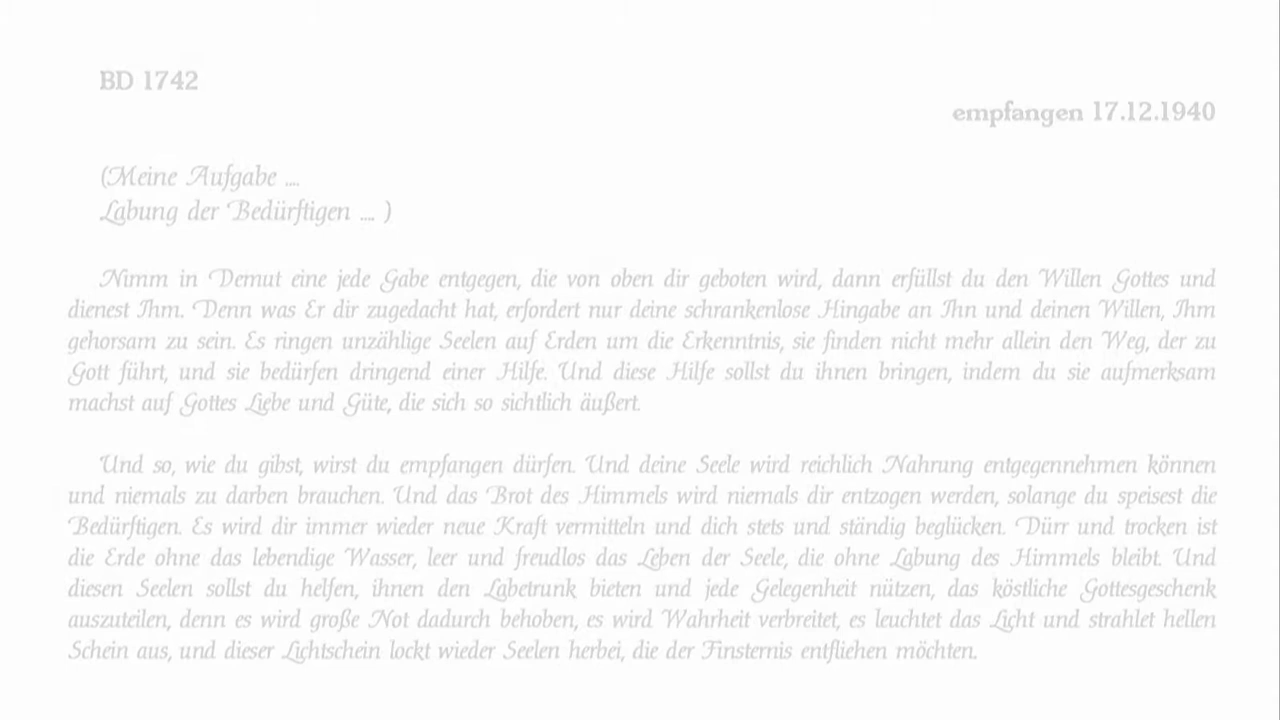 BD 1742
empfangen 17.12.1940
(Meine Aufgabe ....
Labung der Bedürftigen .... )
Nimm in Demut eine jede Gabe entgegen, die von oben dir geboten wird, dann erfüllst du den Willen Gottes und
dienest Ihm. Denn was Er dir zugedacht hat, erfordert nur deine schrankenlose Hingabe an Ihn und deinen Willen, Ihm
gehorsam zu sein. Es ringen unzählige Seelen auf Erden um die Erkenntnis, sie finden nicht mehr allein den Weg, der zu
Gott führt, und sie bedürfen dringend einer Hilfe. Und diese Hilfe sollst du ihnen bringen, indem du sie aufmerksam
machst auf Gottes Liebe und Güte, die sich so sichtlich äußert.
Und so, wie du gibst, wirst du empfangen dürfen. Und deine Seele wird reichlich Nahrung entgegennehmen können
und niemals zu darben brauchen. Und das Brot des Himmels wird niemals dir entzogen werden, solange du speisest die
Bedürftigen. Es wird dir immer wieder neue Kraft vermitteln und dich stets und ständig beglücken. Dürr und trocken ist
die Erde ohne das lebendige Wasser, leer und freudlos das Leben der Seele, die ohne Labung des Himmels bleibt. Und
diesen Seelen sollst du helfen, ihnen den Labetrunk bieten und jede Gelegenheit nützen, das köstliche Gottesgeschenk
auszuteilen, denn es wird große Not dadurch behoben, es wird Wahrheit verbreitet, es leuchtet das Licht und strahlet hellen
Schein aus, und dieser Lichtschein lockt wieder Seelen herbei, die der Finsternis entfliehen möchten.